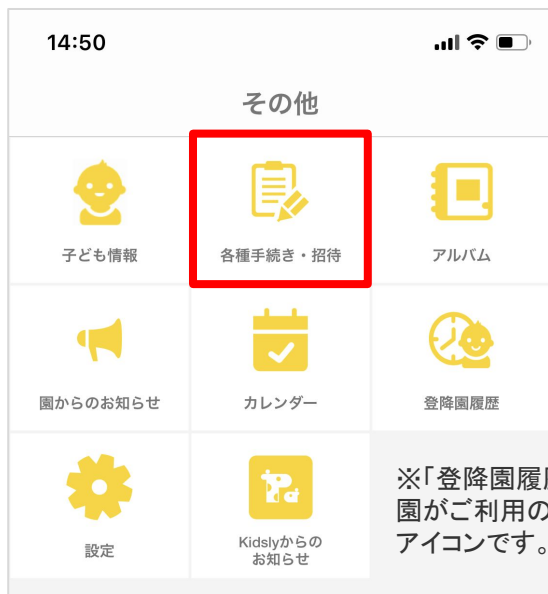 14:50
その他
子ども情報
各種手続き・招待
アルバム
園からのお知らせ
カレンダー
登降園履歴
設定
Kidslyからの
お知らせ
※「登降園履
園がご利用の
アイコンです。